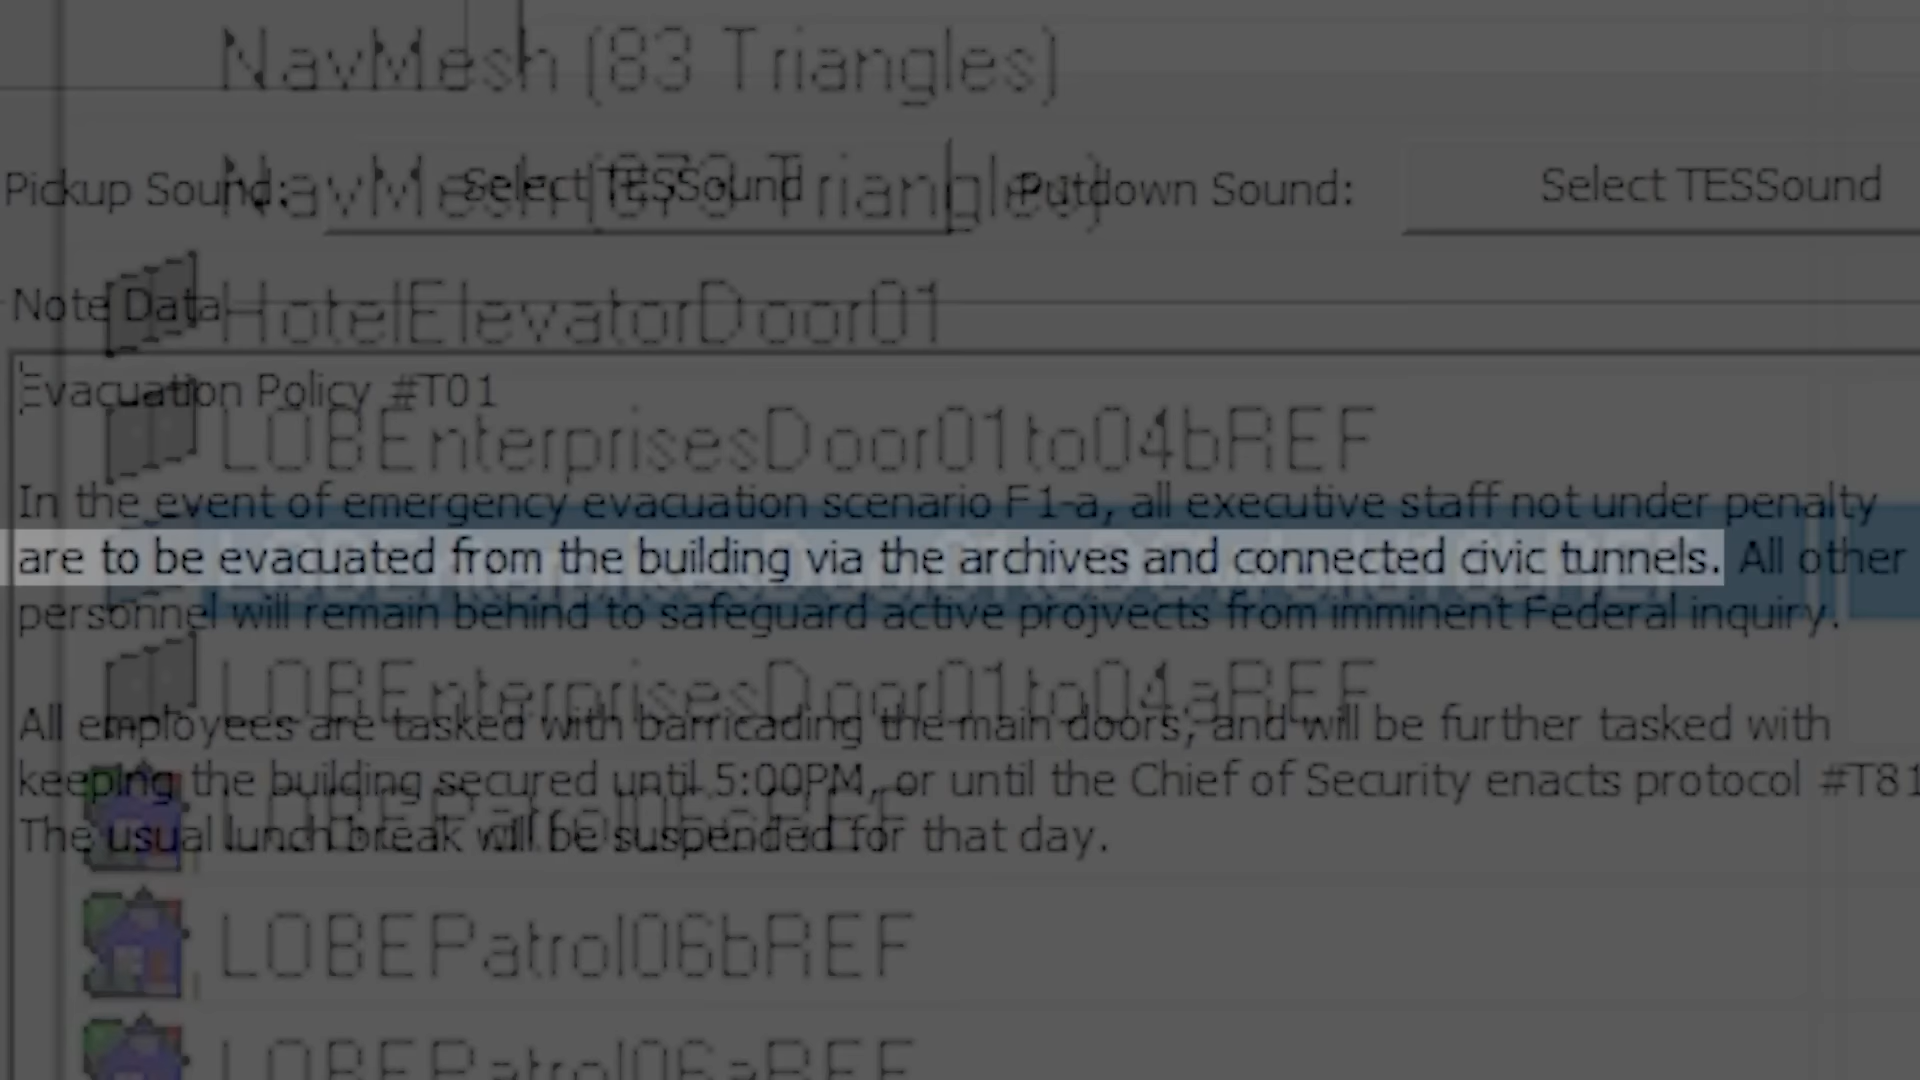 NavMesh (83 Triangles)
NavMesh (873 Triangles)
Pickup Sound: Select TESSound Putdown Sound: Select TESSound
Note Data
HotelElevatorDoor01
Evacuation Policy #T01
LOBEnterprisesDoor01to04bREF
In the event of emergency evacuation scenario F1-a, all executive staff not under penalty
are to be evacuated from the building via the archives and connected civic tunnels. All other
personnel will remain behind to safeguard active projvects from imminent Federal inquiry.
LOBEnterprisesDoor01to04aREF
All employees are tasked with barricading the main doors, and will be further tasked with
keeping the building secured until 5:00PM, or until the Chief of Security enacts protocol #T81
The usual lunch break will be suspended for that day.
LOBEPatrol06bREF
LOBEPatrol06aREF